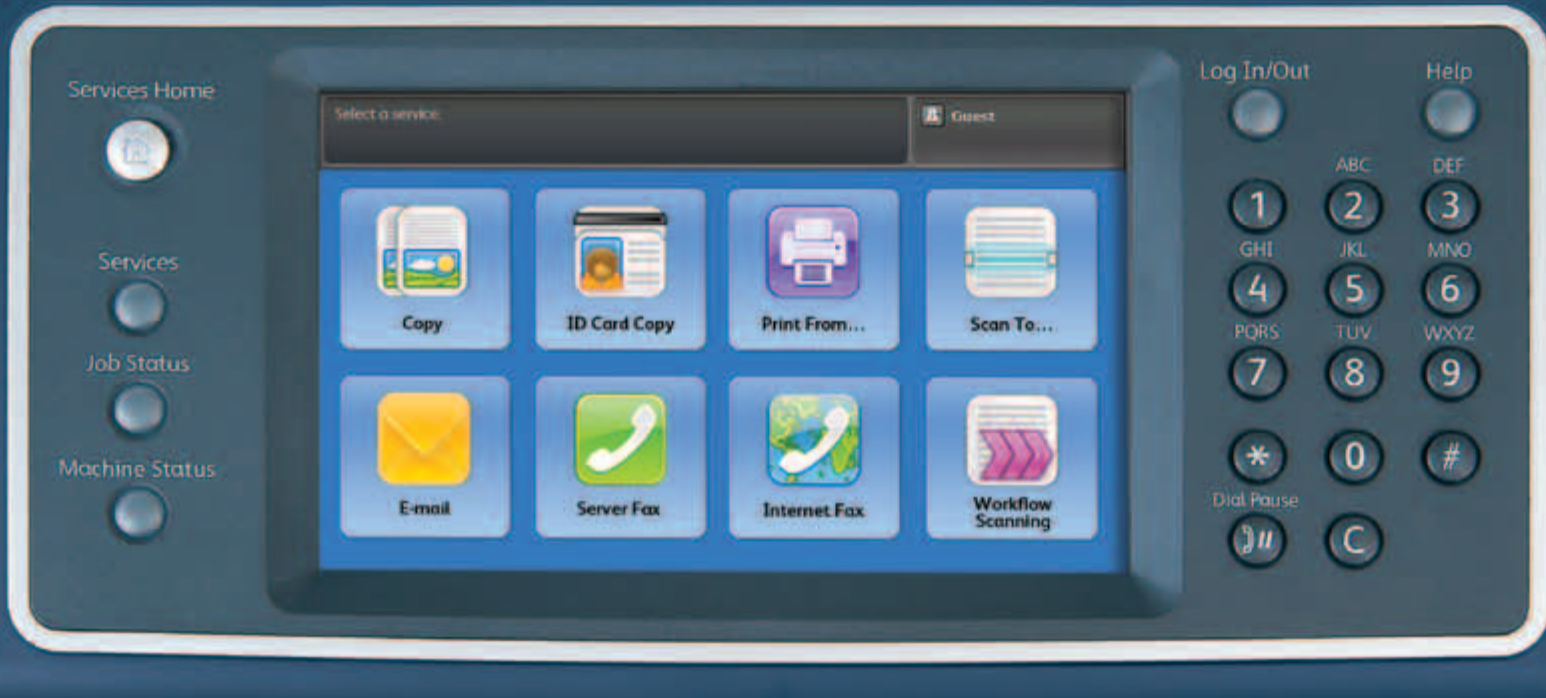 Services Home
Services
Job Status
Machine Status
Select a service.
Guest
Copy
ID Card Copy
Print From...
Scan To...
E-mail
Server Fax
Internet Fax
Workflow
Scanning
Log In/Out
Help
ABC
DEF
1
2
3
GHI
JKL
MNO
4
5
6
PQRS
TUV
WXYZ
7
8
9
*
0
#
Dial Pause
C